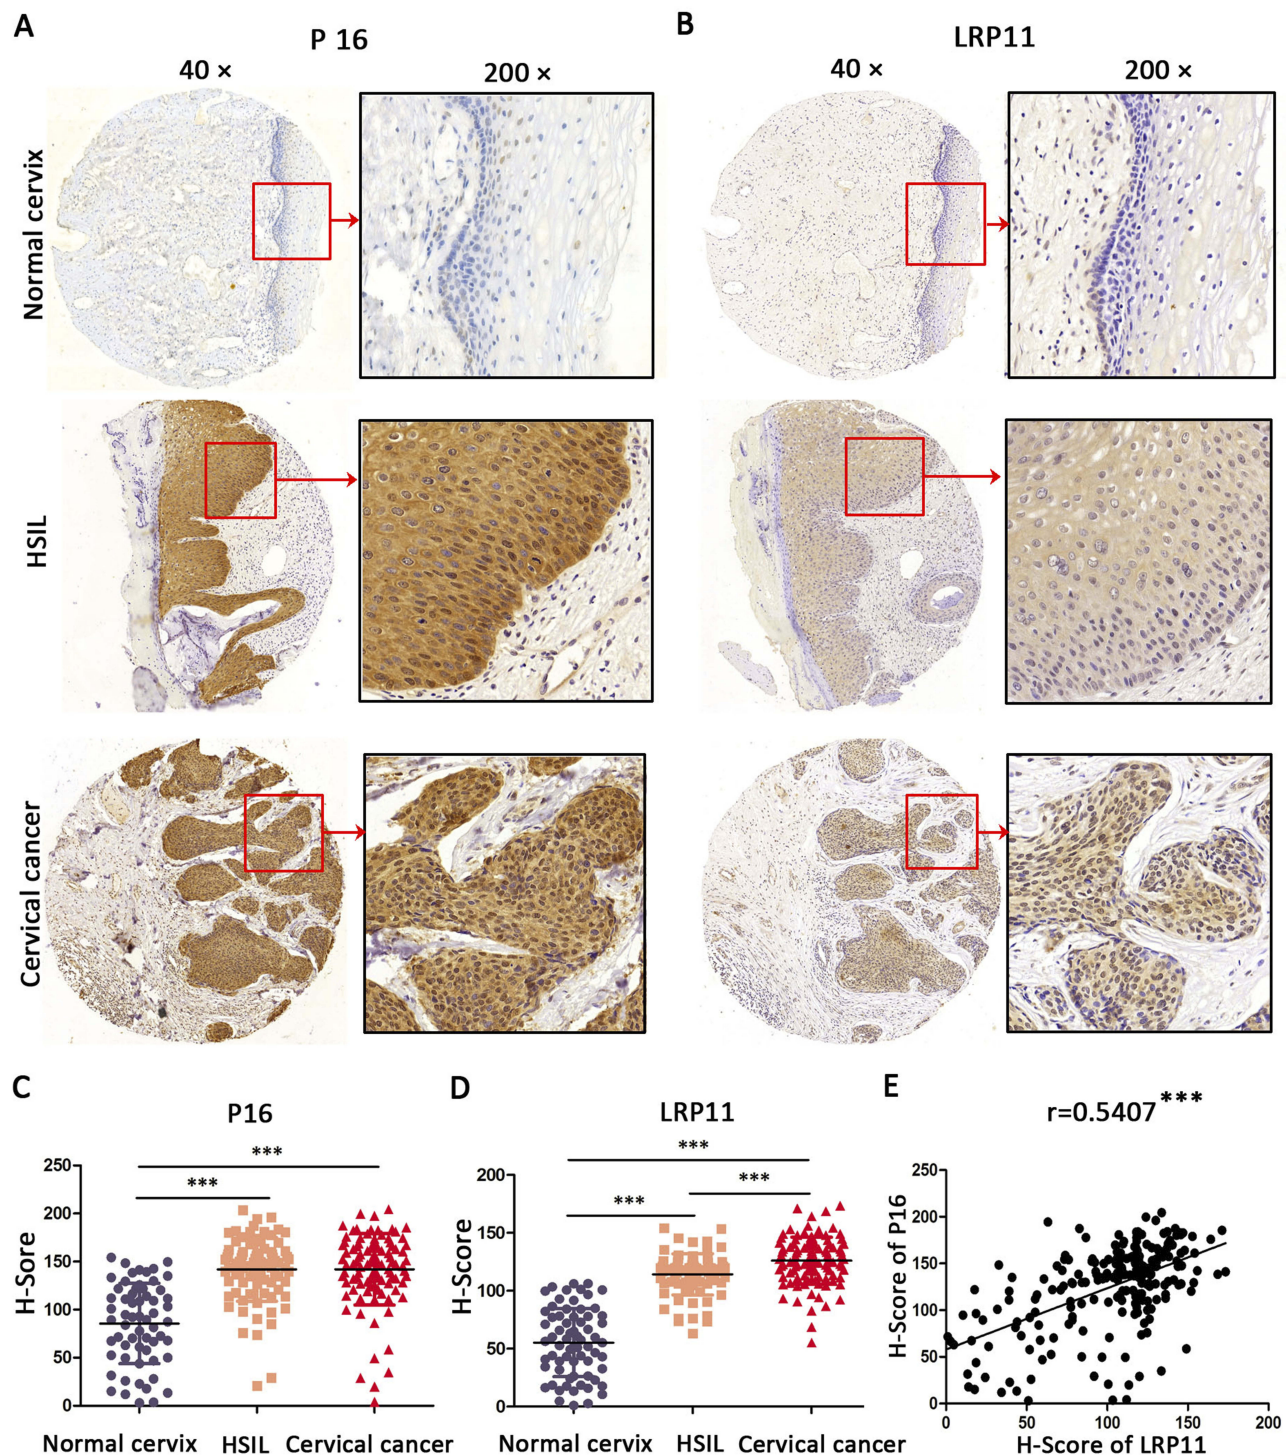 A
P 16
40 ×
200 ×
B
LRP11
40 ×
200 ×
Normal cervix
HSIL
Cervical cancer
C
P16
H-Sore
250
200
150
100
50
0
***
***
Normal cervix
HSIL
Cervical cancer
D
LRP11
H-Score
200
150
100
50
0
***
***
***
Normal cervix
HSIL
Cervical cancer
E
r=0.5407***
H-Score of P16
250
200
150
100
50
0
0
50
100
150
200
H-Score of LRP11